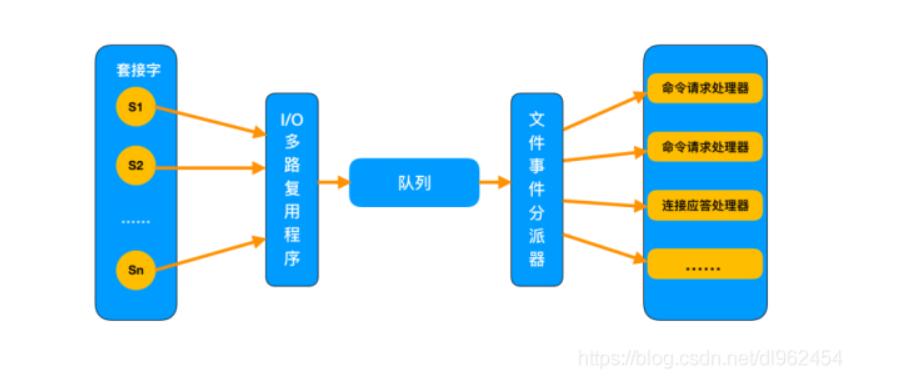 套接字
S1
S2
......
Sn
I/O
多
路
复
用
程
序
队列
文
件
事
件
分
派
器
命令请求处理器
命令请求处理器
连接应答处理器
......
https://blog.csdn.net/dl962454